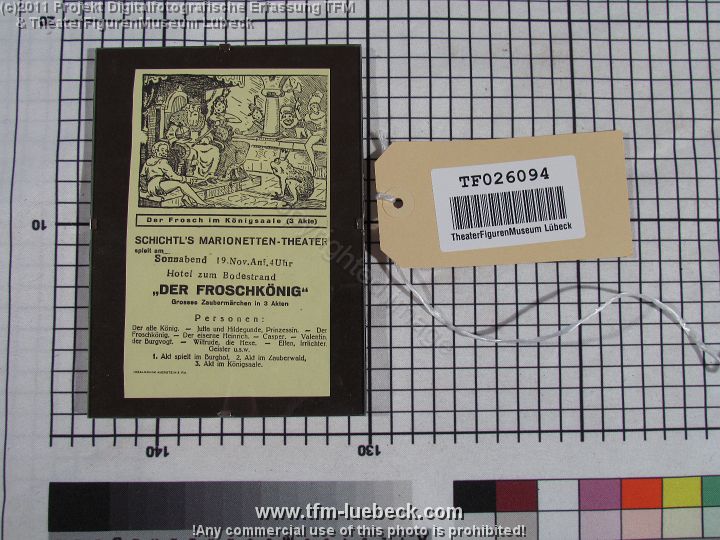 (c)2011 Projekt Digitalfotografische Erfassung TFM
& TheaterFigurenMuseum Lübeck
Der Frosch im Königsaale (3 Akte)
SCHICHTL'S MARIONETTEN-THEATER
spielt am
Sonnabend 19.Nov.Anf.4Uhr
Hotel zum Bodestrand
„DER FROSCHKÖNIG“
Grosses Zaubermärchen in 3 Akten
Personen:
Der alte König. — Jutta und Hildegunde, Prinzessin. — Der
Froschkönig. — Der eiserne Heinrich. — Casper. — Valentin,
der Burgvogt. — Wilfrude, die Hexe. — Elfen, Irrlichter
Geister u.s.w.
1. Akt spielt im Burghof. 2. Akt im Zauberwald,
3. Akt im Königsaale.
TF026094
TheaterFigurenMuseum Lübeck
10
140
130
www.tfm-luebeck.com
!Any commercial use of this photo is prohibited!